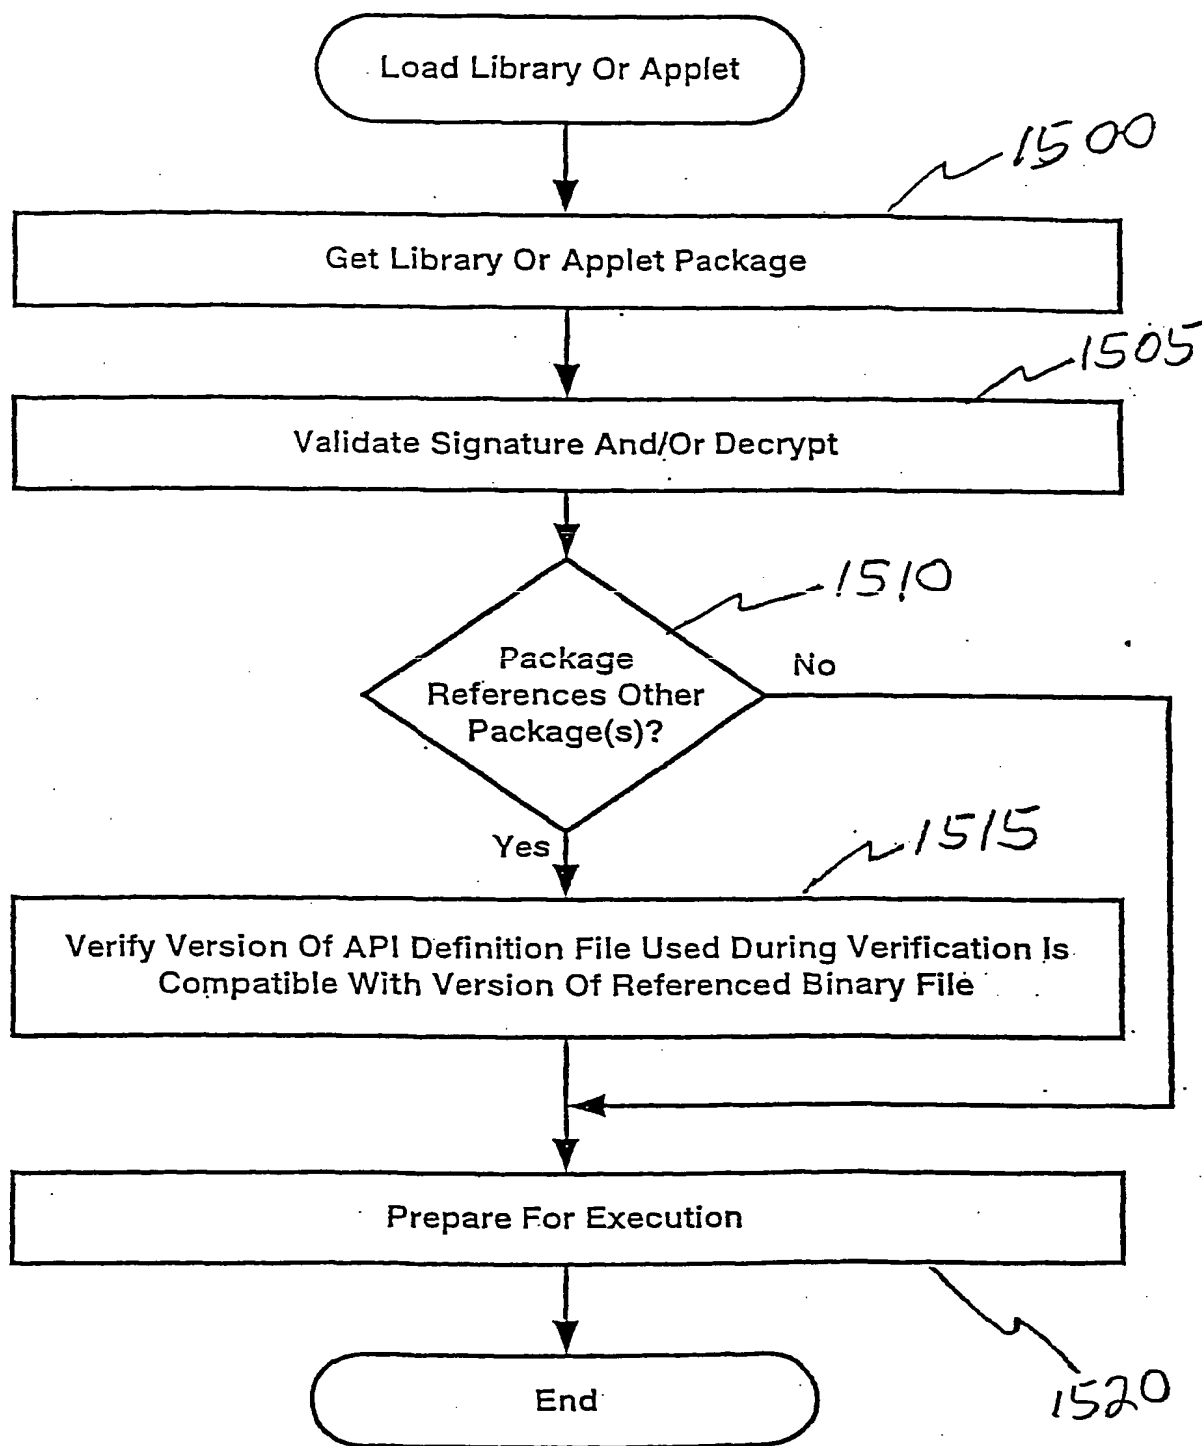 Load Library Or Applet
1500
Get Library Or Applet Package
1505
Validate Signature And/Or Decrypt
1510
Package
References Other
Package(s)?
No
Yes
1515
Verify Version Of API Definition File Used During Verification Is
Compatible With Version Of Referenced Binary File
Prepare For Execution
End
1520